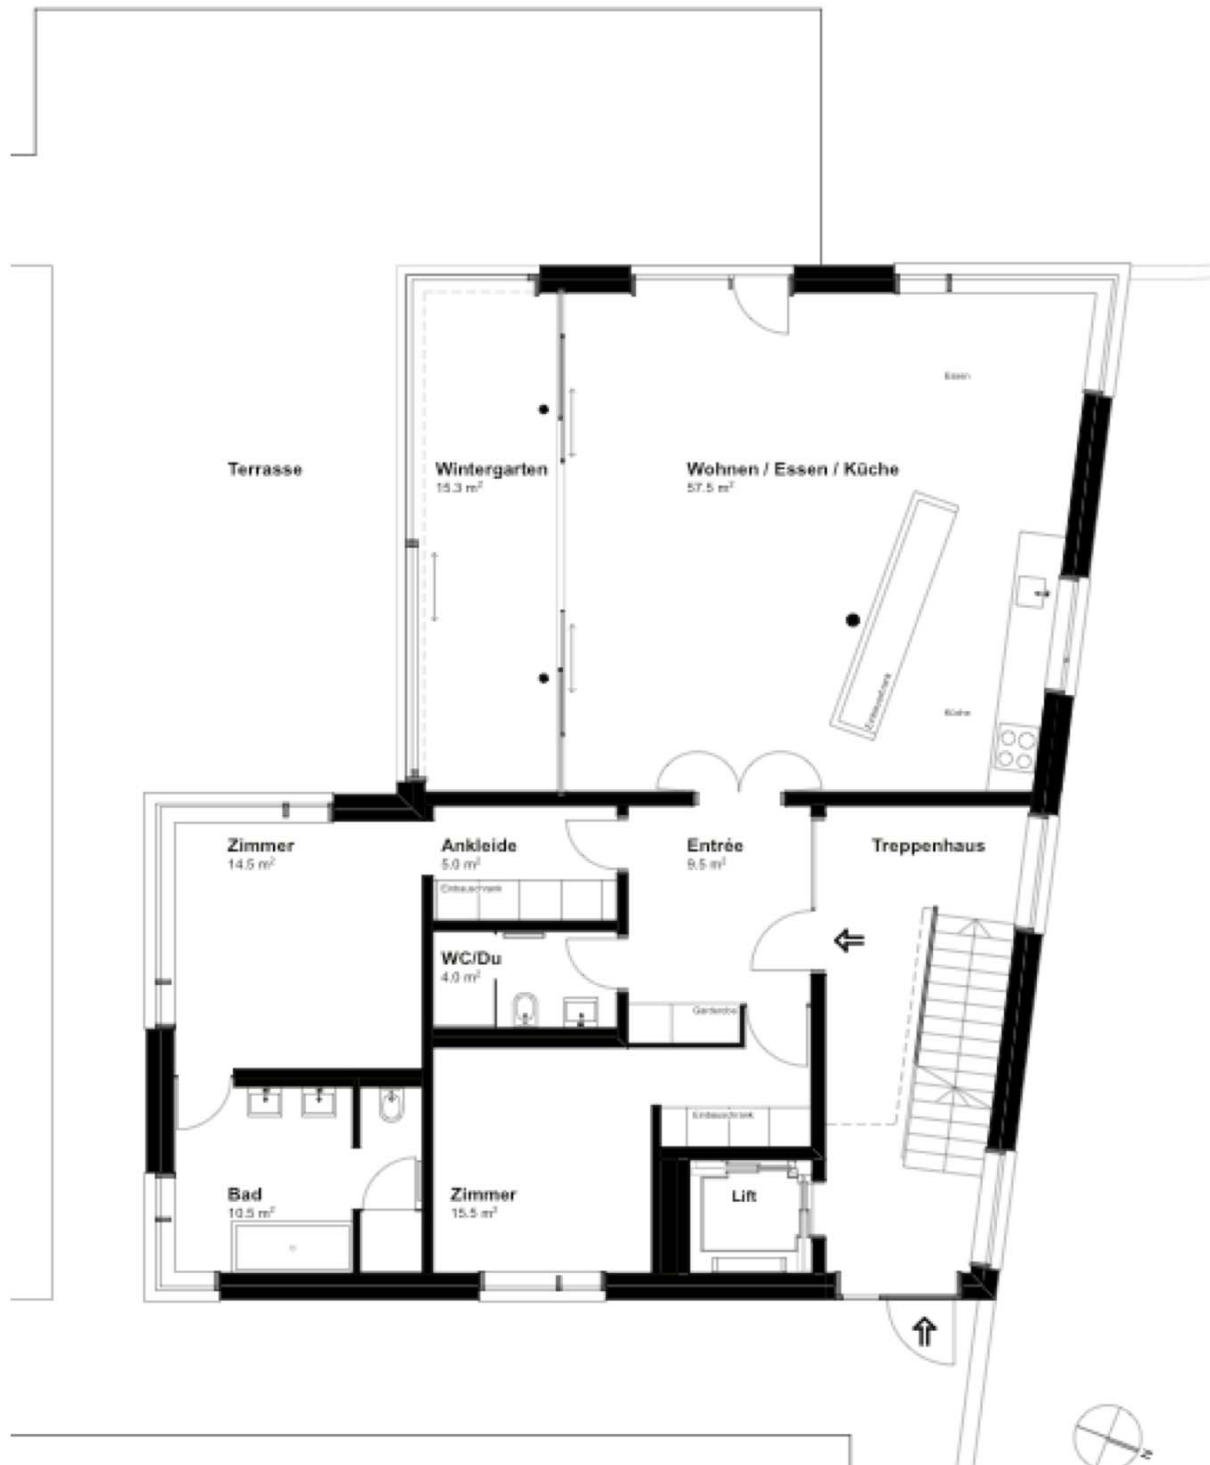 Essen
Terrasse
Wintergarten
15.3 m²
Wohnen / Essen / Küche
57.5 m²
Einbauschrank
Küche
Zimmer
14.5 m²
Ankleide
5.0 m²
Einbauschrank
Entrée
9.5 m²
Treppenhaus
WC/Du
4.0 m²
Garderobe
Einbauschrank
Bad
10.5 m²
Zimmer
15.5 m²
Lift
N